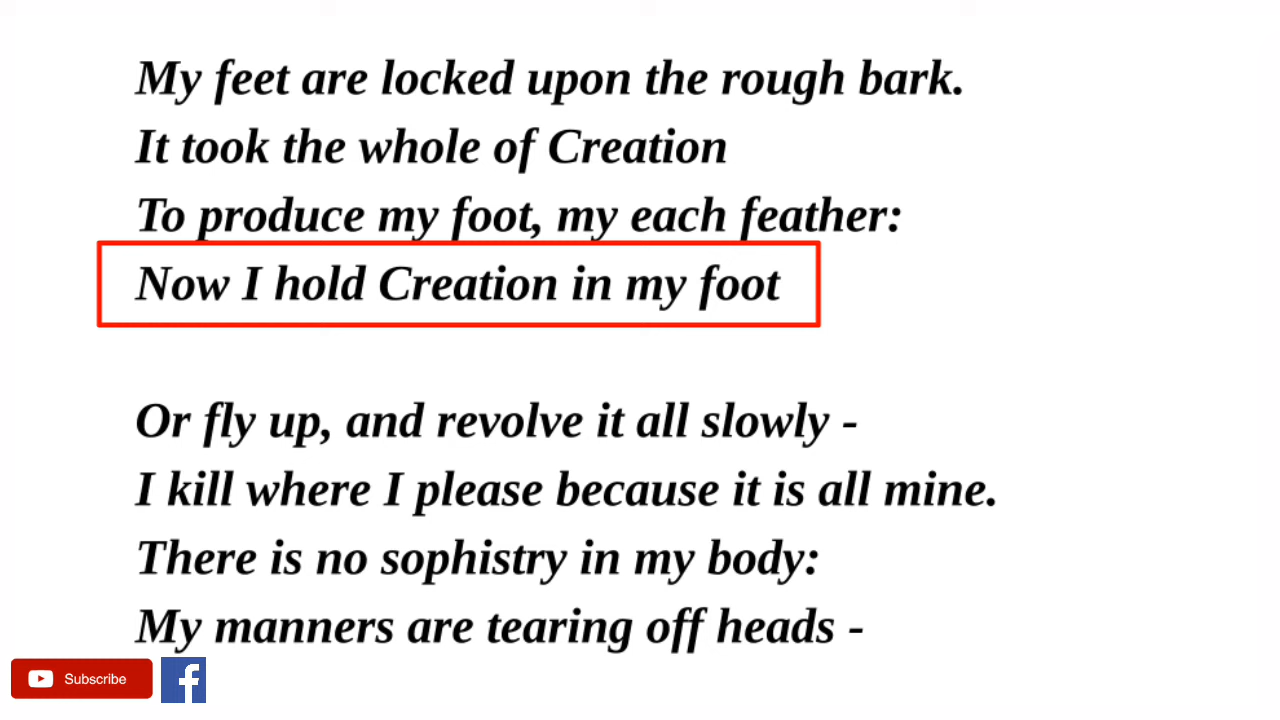 My feet are locked upon the rough bark.
It took the whole of Creation
To produce my foot, my each feather:
Now I hold Creation in my foot
Or fly up, and revolve it all slowly -
I kill where I please because it is all mine.
There is no sophistry in my body:
My manners are tearing off heads -
Subscribe
f